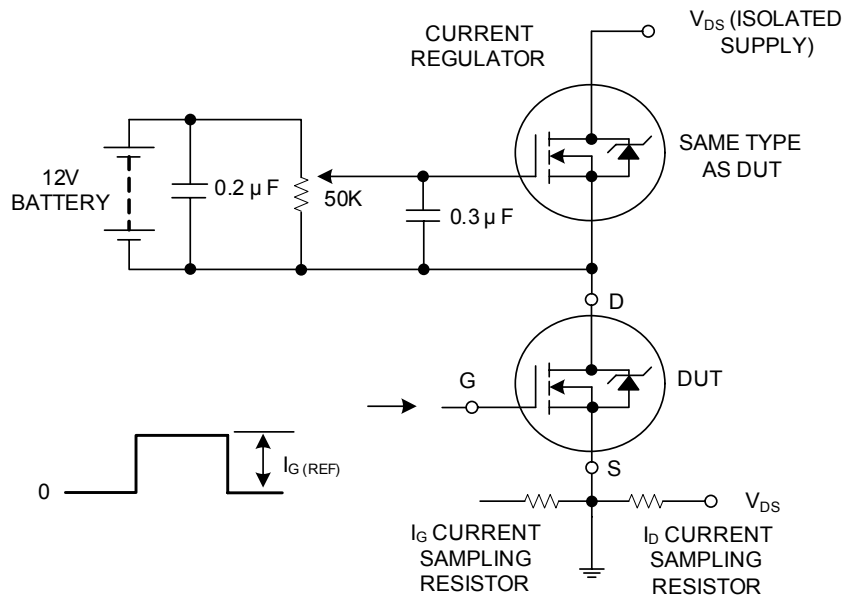 V_DS (ISOLATED
SUPPLY)
CURRENT
REGULATOR
SAME TYPE
AS DUT
12V
BATTERY
0.2 µ F
50K
0.3 µ F
D
G
DUT
S
I_G (REF)
0
V_DS
I_G CURRENT
SAMPLING
RESISTOR
I_D CURRENT
SAMPLING
RESISTOR